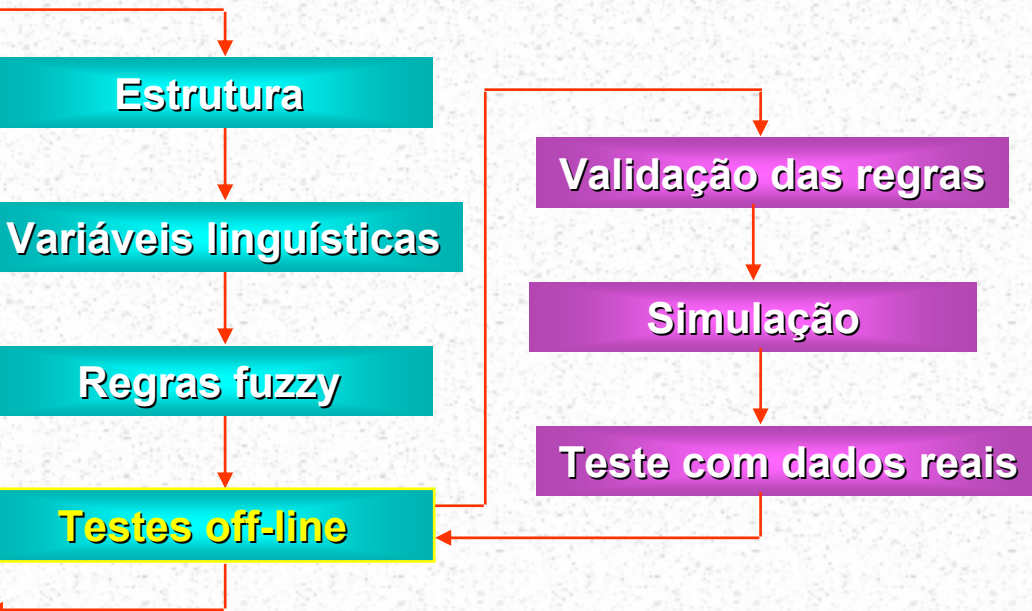 Estrutura
Variáveis linguísticas
Regras fuzzy
Testes off-line
Validação das regras
Simulação
Teste com dados reais